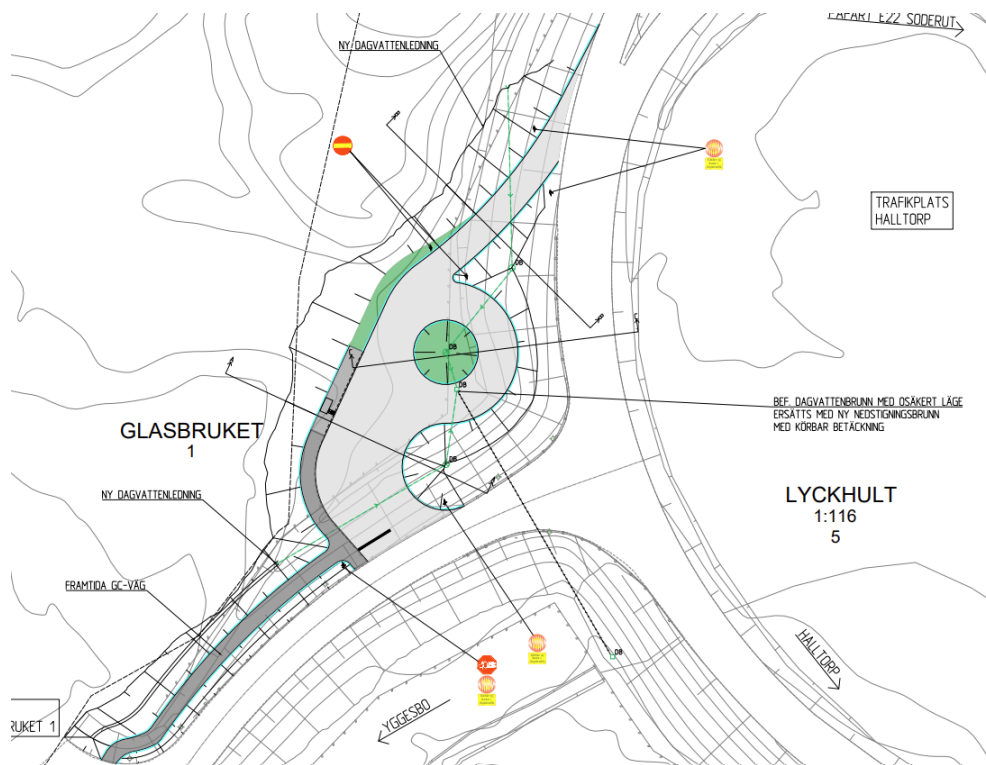 PÅFART E22 SÖDERUT
NY DAGVATTENLEDNING
TRAFIKPLATS
HALLTORP
DB
DB
DB
BEF. DAGVATTENBRUNN MED OSÄKERT LÄGE
ERSÄTTS MED NY NEDSTIGNINGSBRUNN
MED KÖRBAR BETÄCKNING
GLASBRUKET
1
DB
NY DAGVATTENLEDNING
LYCKHULT
1:116
5
FRAMTIDA GC-VÄG
HALLTORP
DB
YGGESBO
RUKET 1